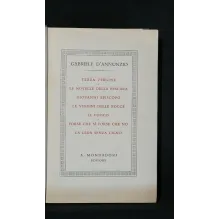 GABRIELE D'ANNUNZIO
TERRA VERGINE
LE NOVELLE DELLA PESCARA
GIOVANNI EPISCOPO
LE VERGINI DELLE ROCCE
IL FUOCO
FORSE CHE SÌ FORSE CHE NO
LA LEDA SENZA CIGNO
A. MONDADORI
EDITORE